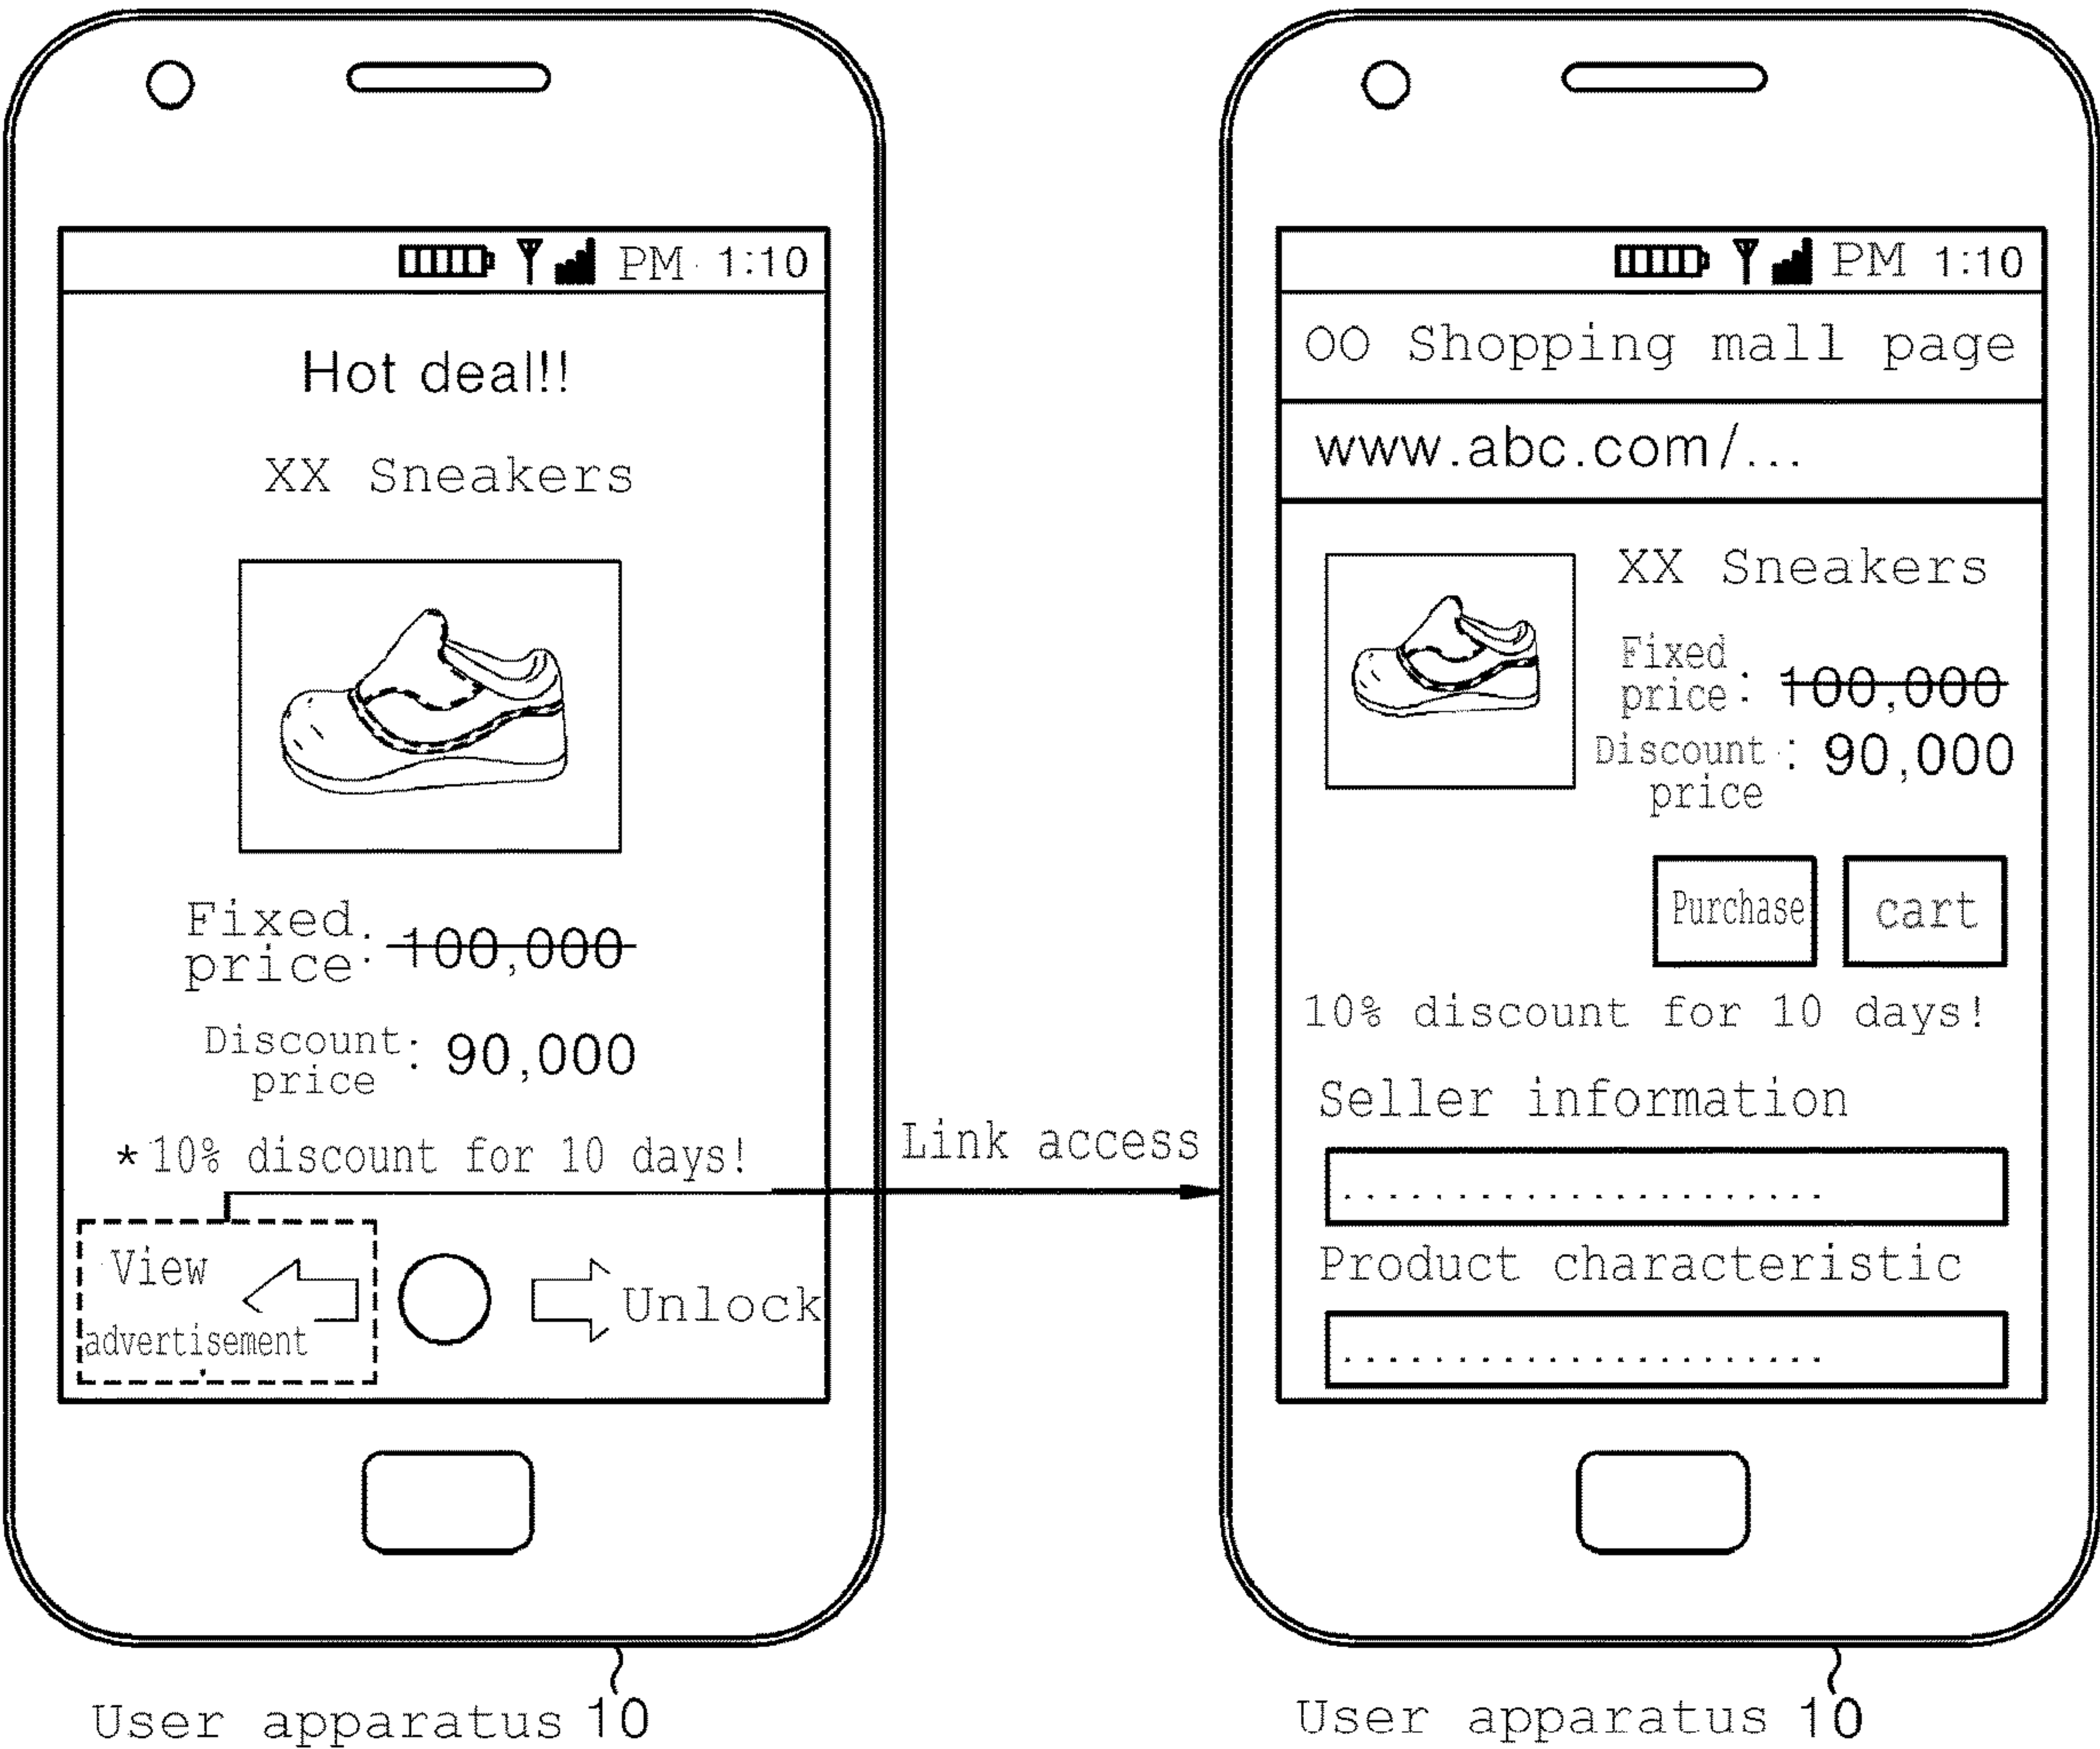 PM 1:10
Hot deal!!
XX Sneakers
Fixed
price : 100,000
Discount : 90,000
price
*10% discount for 10 days!
View
advertisement
Unlock
User apparatus 10
Link access
PM 1:10
OO Shopping mall page
www.abc.com/...
XX Sneakers
Fixed
price : 100,000
Discount : 90,000
price
Purchase
cart
10% discount for 10 days!
Seller information
.....................
Product characteristic
.....................
User apparatus 10